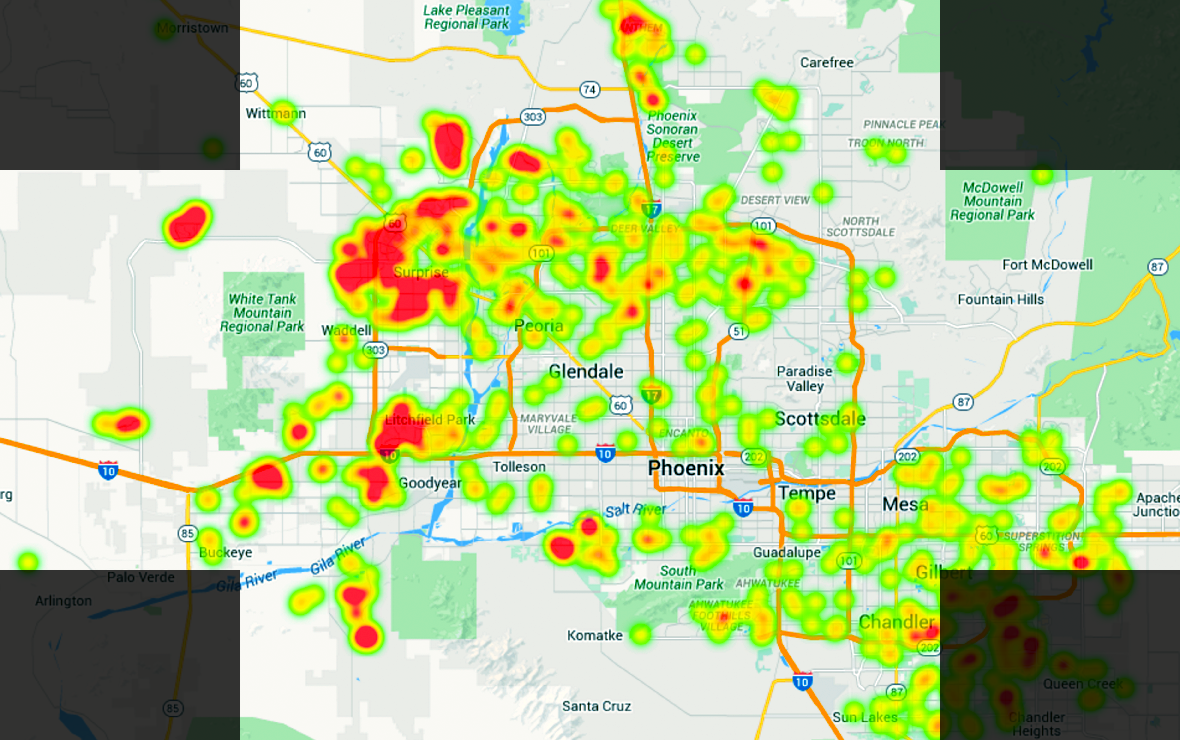 Lake Pleasant
Regional Park
ANTHEM
Morristown
Carefree
60
74
Wittmann
303
Phoenix
Sonoran
Desert
Preserve
PINNACLE PEAK
TROON NORTH
60
McDowell
Mountain
Regional Park
DESERT VIEW
17
60
DEER VALLEY
101
NORTH
SCOTTSDALE
101
Fort McDowell
87
Surprise
White Tank
Mountain
Regional Park
Fountain Hills
Waddell
Peoria
51
303
Glendale
Paradise
Valley
17
87
60
Litchfield Park
MARYVALE
VILLAGE
Scottsdale
ENCANTO
10
10
202
202
10
Tolleson
Phoenix
202
Goodyear
Tempe
rg
Mesa
Apache
Junctio
Salt River
10
85
60
SUPERSTITION
SPRINGS
Buckeye
Gila River
Guadalupe
101
Gilbert
Palo Verde
Gila River
South
Mountain Park
AHWATUKEE
Arlington
AHWATUKEE
FOOTHILLS
VILLAGE
Chandler
Komatke
202
10
Queen Creek
87
85
Santa Cruz
Sun Lakes
Chandler
Heights